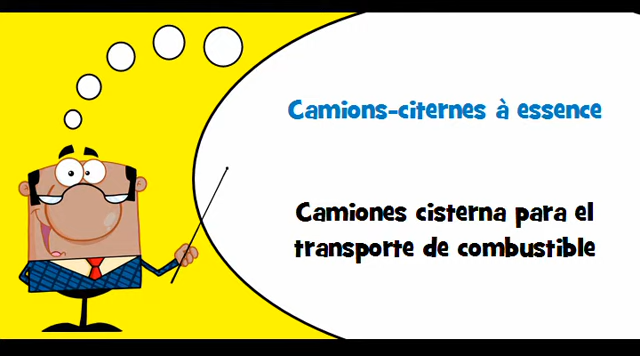 Camions-citernes à essence
Camiones cisterna para el
transporte de combustible